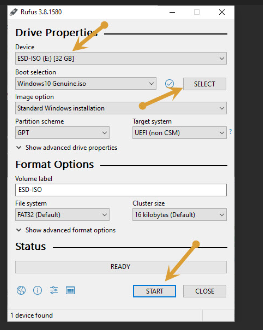 Rufus 3.8.1580
Drive Properties
Device
ESD-ISO (E:) [32 GB]
Boot selection
Windows10 Genuine.iso
SELECT
Image option
Standard Windows installation
Partition scheme
Target system
GPT
UEFI (non CSM)
?
Show advanced drive properties
Format Options
Volume label
ESD-ISO
File system
Cluster size
FAT32 (Default)
16 kilobytes (Default)
Show advanced format options
Status
READY
START
CLOSE
1 device found